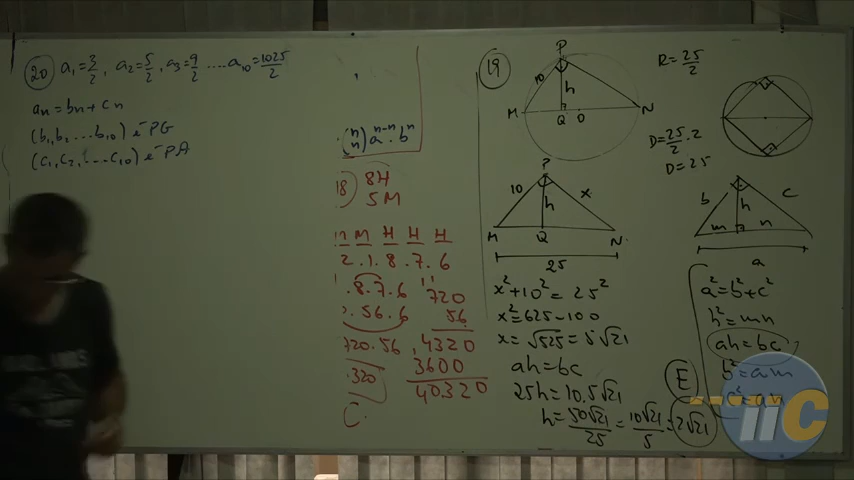 20) a₁=3/2, a₂=5/2, a₃=9/2 .... a₁₀=1025/2
aₙ=bₙ+cₙ
(b₁,b₂ ...b₁₀) é PG
(c₁,c₂, ...c₁₀) é PA
(n n) aⁿ⁻ⁿ.bⁿ
18) 8H
5M
M H H H
2.1.8.7.6
.8.7.6
720
.56.6
56
720.56
4320
3600
40320
C.
19
P
10
h
M
Q
O
N
P
10
h
x
M
Q
N
25
x²+10²=25²
x²=625-100
x=√525=5√21
ah=bc
25h=10.5√21
h=50√21/25=10√21/5=2√21
E
R=25/2
D=25/2.2
D=25
b
h
c
m
n
a
a²=b²+c²
h²=mn
ah=bc
b²=am
IIC